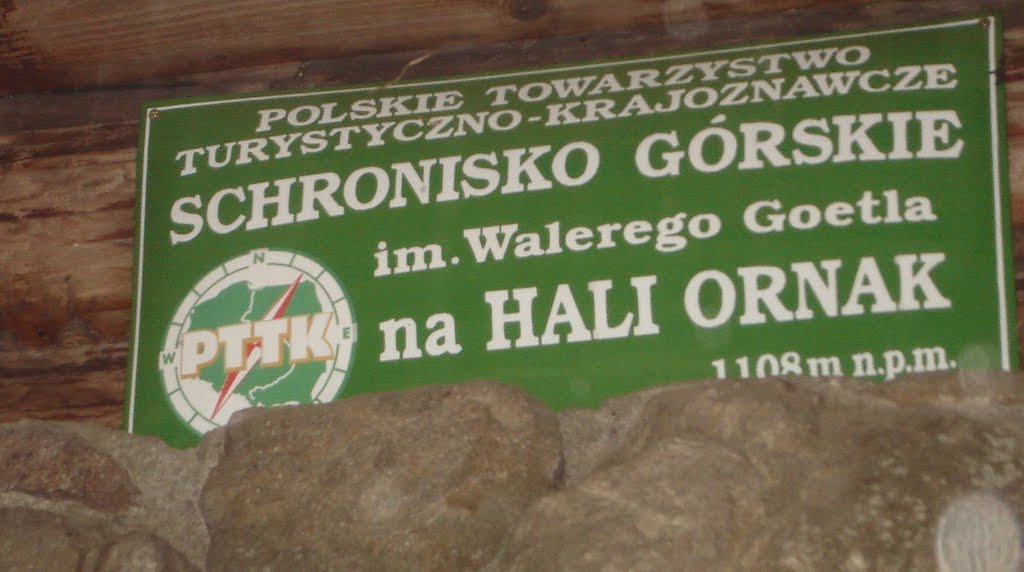 POLSKIE TOWARZYSTWO
TURYSTYCZNO-KRAJOZNAWCZE
SCHRONISKO GÓRSKIE
im. Walerego Goetla
na HALI ORNAK
1108 m n.p.m.
N
W PTTK E